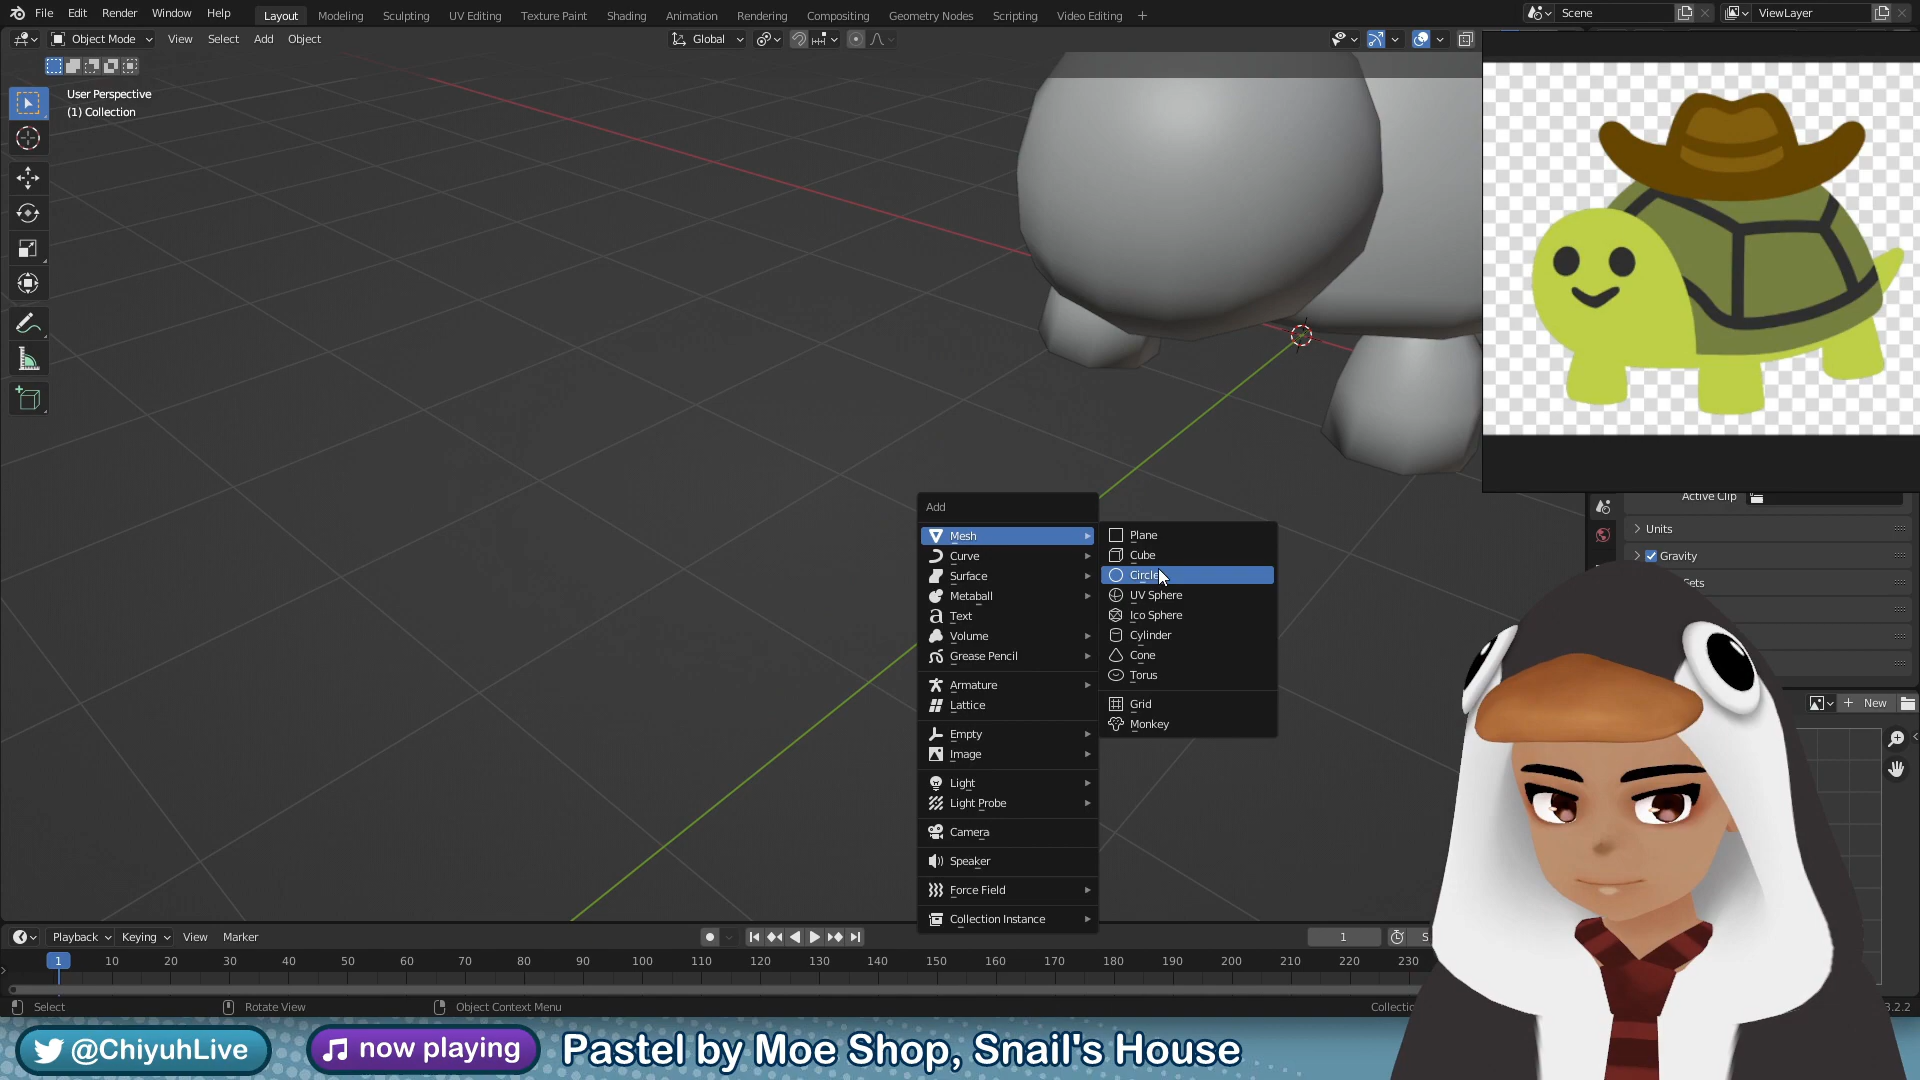 File Edit Render Window Help
Layout Modeling Sculpting UV Editing Texture Paint Shading Animation Rendering Compositing Geometry Nodes Scripting Video Editing
Scene
ViewLayer
Object Mode View Select Add Object
Global
User Perspective
(1) Collection
Add
Mesh
Curve
Surface
Metaball
Text
Volume
Grease Pencil
Armature
Lattice
Empty
Image
Light
Light Probe
Camera
Speaker
Force Field
Collection Instance
Plane
Cube
Circle
UV Sphere
Ico Sphere
Cylinder
Cone
Torus
Grid
Monkey
Active Clip
Units
Gravity
New
Playback Keying View Marker
1
1 10 20 30 40 50 60 70 80 90 100 110 120 130 140 150 160 170 180 190 200 210 220 230
Select
Rotate View
Object Context Menu
3.2.2
@ChiyuhLive
now playing
Pastel by Moe Shop, Snail's House